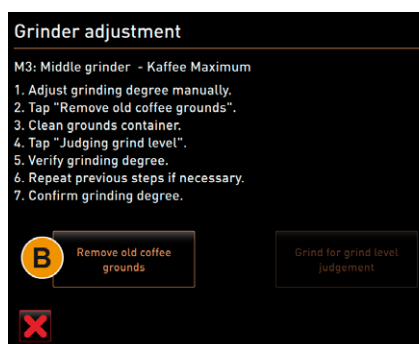 Grinder adjustment
M3: Middle grinder - Kaffee Maximum
1. Adjust grinding degree manually.
2. Tap "Remove old coffee grounds".
3. Clean grounds container.
4. Tap "Judging grind level".
5. Verify grinding degree.
6. Repeat previous steps if necessary.
7. Confirm grinding degree.
B
Remove old coffee
grounds
Grind for grind level
judgement